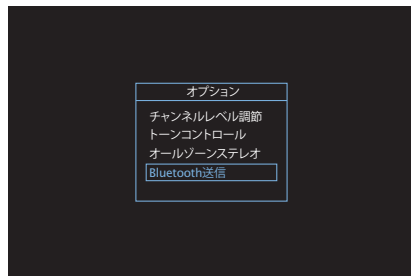 オプション
チャンネルレベル調節
トーンコントロール
オールゾーンステレオ
Bluetooth送信